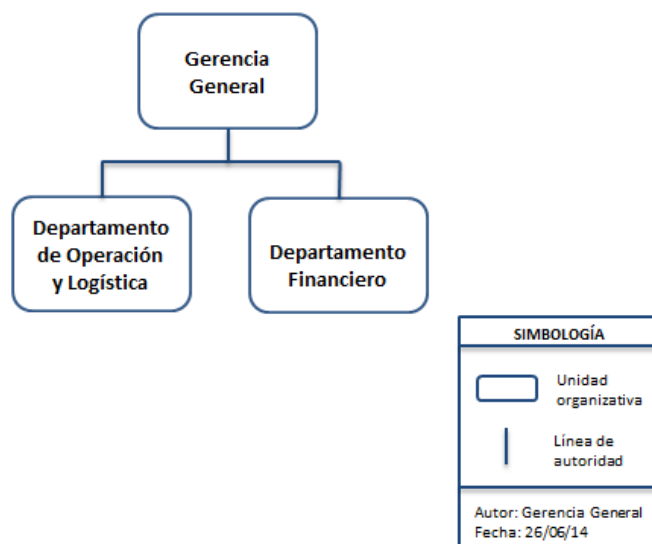 Gerencia
General
Departamento
de Operación
y Logística
Departamento
Financiero
SIMBOLOGÍA
Unidad
organizativa
Línea de
autoridad
Autor: Gerencia General
Fecha: 26/06/14